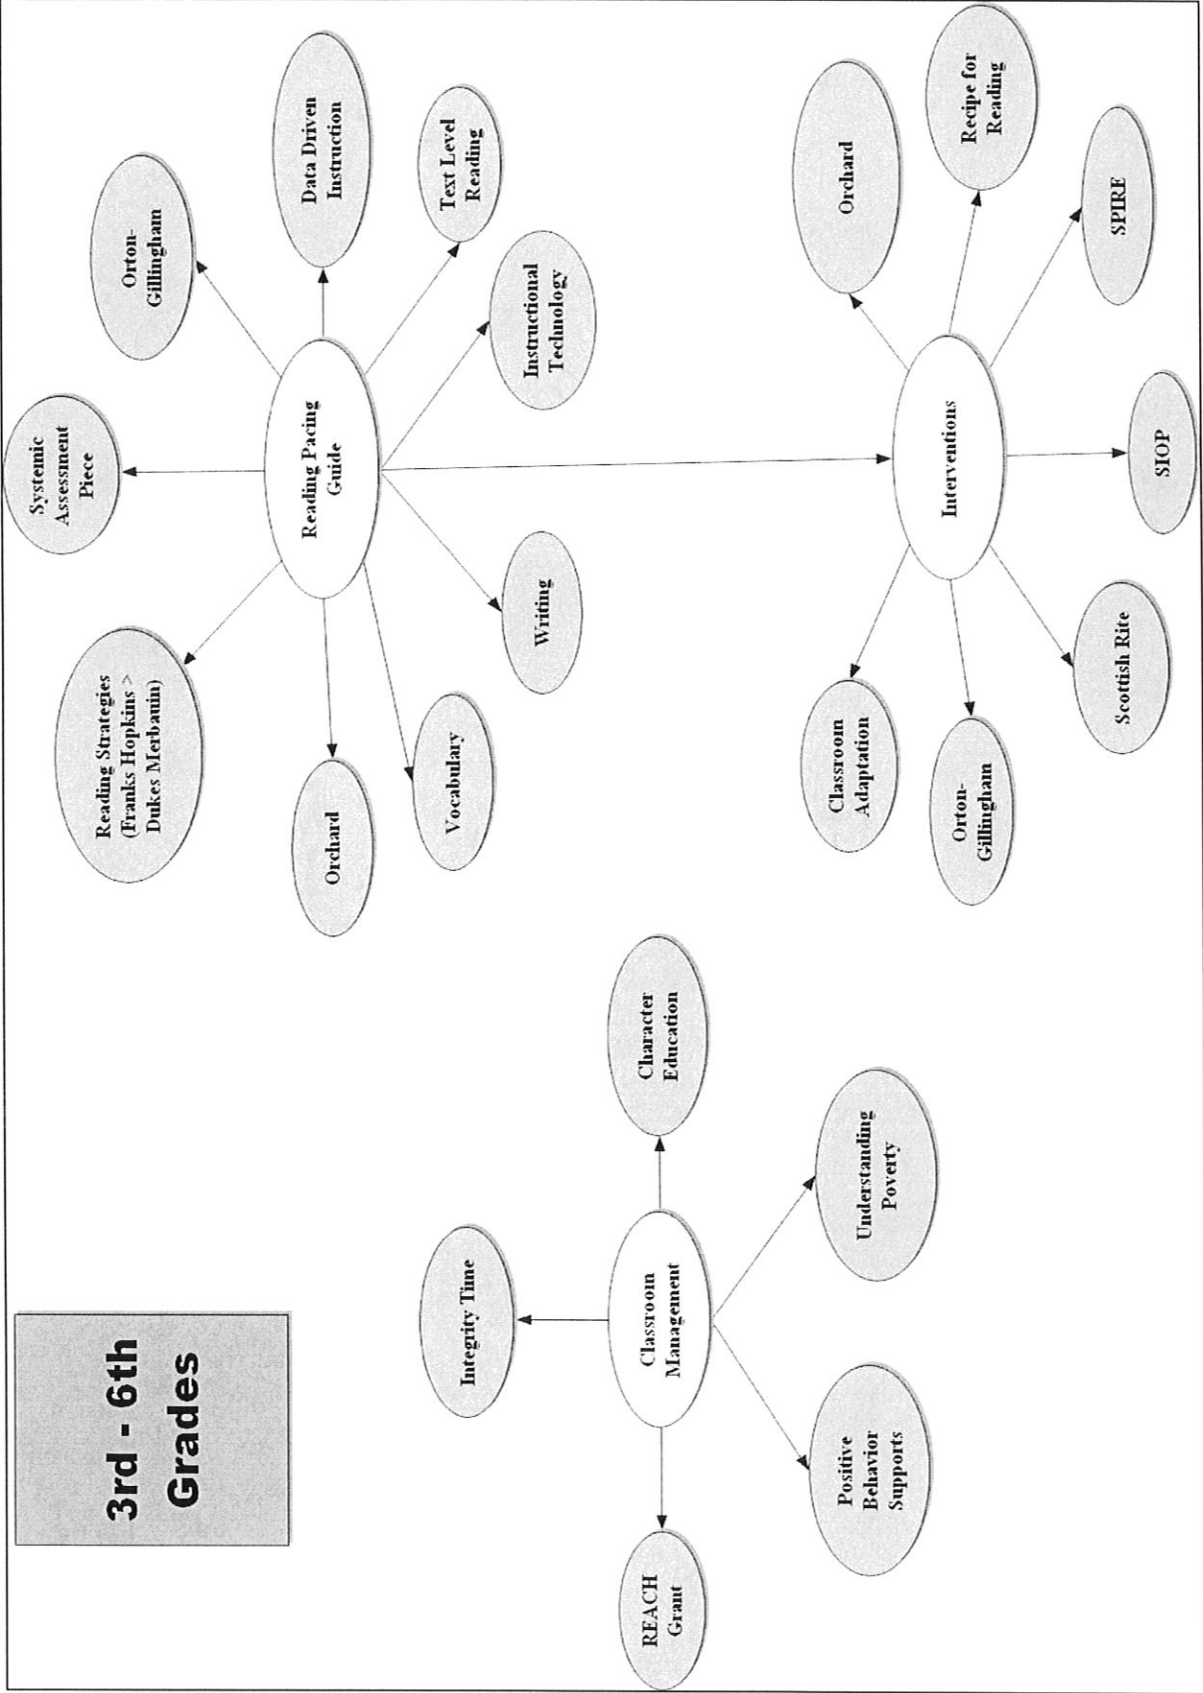 3rd - 6th
Grades
Reading Strategies
(Franks Hopkins >
Dukes Merbauin)
Systemic
Assessment
Piece
Orton-
Gillingham
Orchard
Reading Pacing
Guide
Data Driven
Instruction
Vocabulary
Writing
Instructional
Technology
Text Level
Reading
REACH
Grant
Integrity Time
Classroom
Management
Character
Education
Positive
Behavior
Supports
Understanding
Poverty
Classroom
Adaptation
Orchard
Orton-
Gillingham
Interventions
Recipe for
Reading
Scottish Rite
SIOP
SPIRE